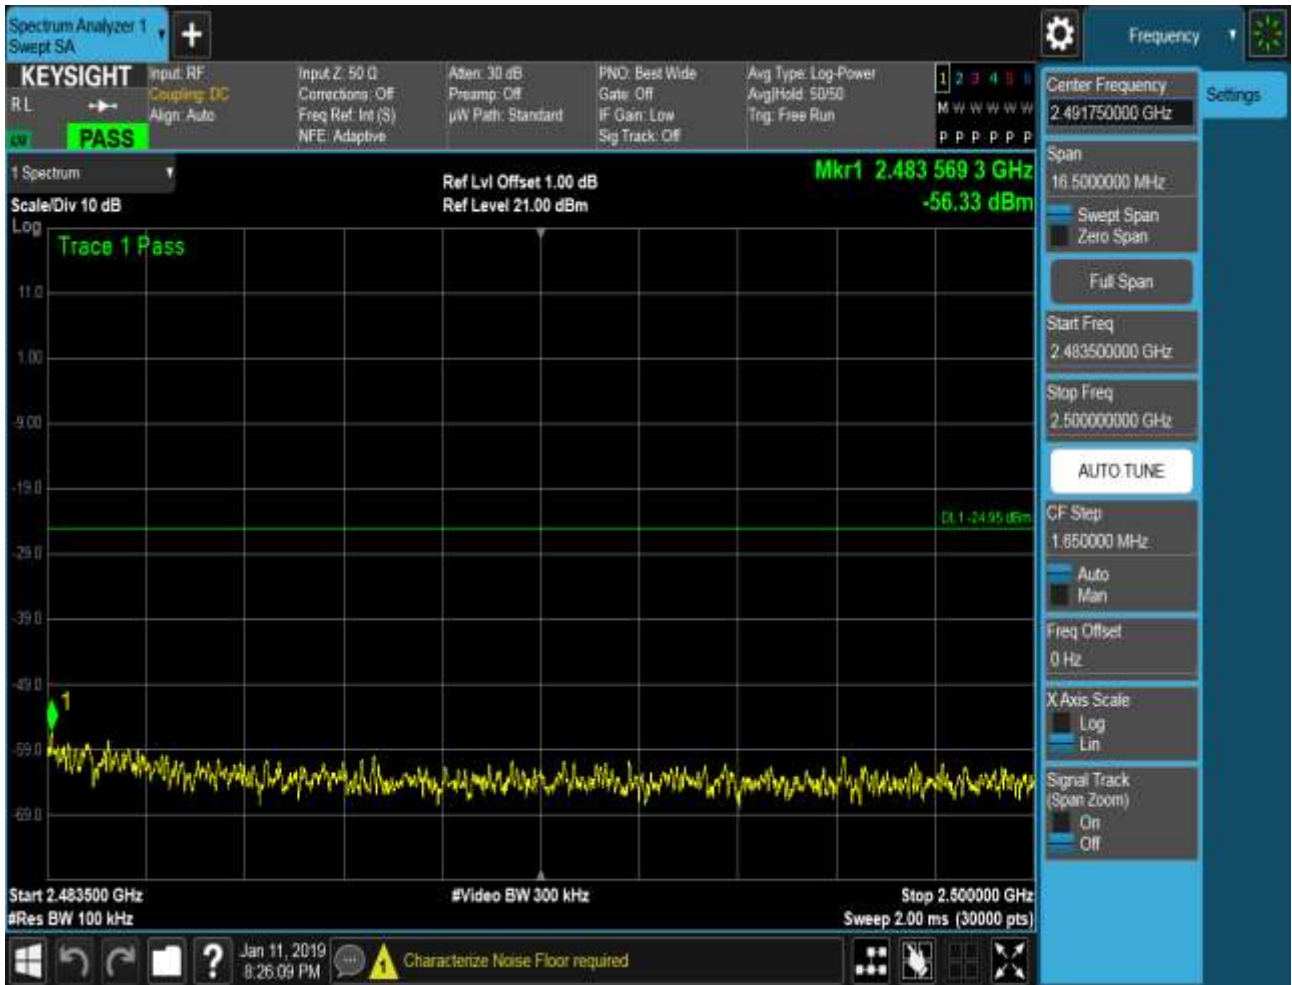 Spectrum Analyzer 1
Swept SA
+
Frequency
KEYSIGHT
RL
PASS
Input: RF
Coupling: DC
Align: Auto
Input Z: 50 Ω
Corrections: Off
Freq Ref: Int (S)
NFE: Adaptive
Atten: 30 dB
Preamp: Off
µW Path: Standard
PNO: Best Wide
Gate: Off
IF Gain: Low
Sig Track: Off
Avg Type: Log-Power
Avg|Hold: 50/50
Trig: Free Run
1 2 3 4 5 6
M W W W W W
P P P P P P
1 Spectrum
Scale/Div 10 dB
Log
Ref Lvl Offset 1.00 dB
Ref Level 21.00 dBm
Mkr1 2.483 569 3 GHz
-56.33 dBm
Trace 1 Pass
11.0
1.00
-9.00
-19.0
DL1 -24.95 dBm
-29.0
-39.0
-49.0
1
-59.0
-69.0
Start 2.483500 GHz
#Res BW 100 kHz
#Video BW 300 kHz
Stop 2.500000 GHz
Sweep 2.00 ms (30000 pts)
Center Frequency
2.491750000 GHz
Settings
Span
16.5000000 MHz
Swept Span
Zero Span
Full Span
Start Freq
2.483500000 GHz
Stop Freq
2.500000000 GHz
AUTO TUNE
CF Step
1.650000 MHz
Auto
Man
Freq Offset
0 Hz
X Axis Scale
Log
Lin
Signal Track
(Span Zoom)
On
Off
?
Jan 11, 2019
8:26:09 PM
1
Characterize Noise Floor required